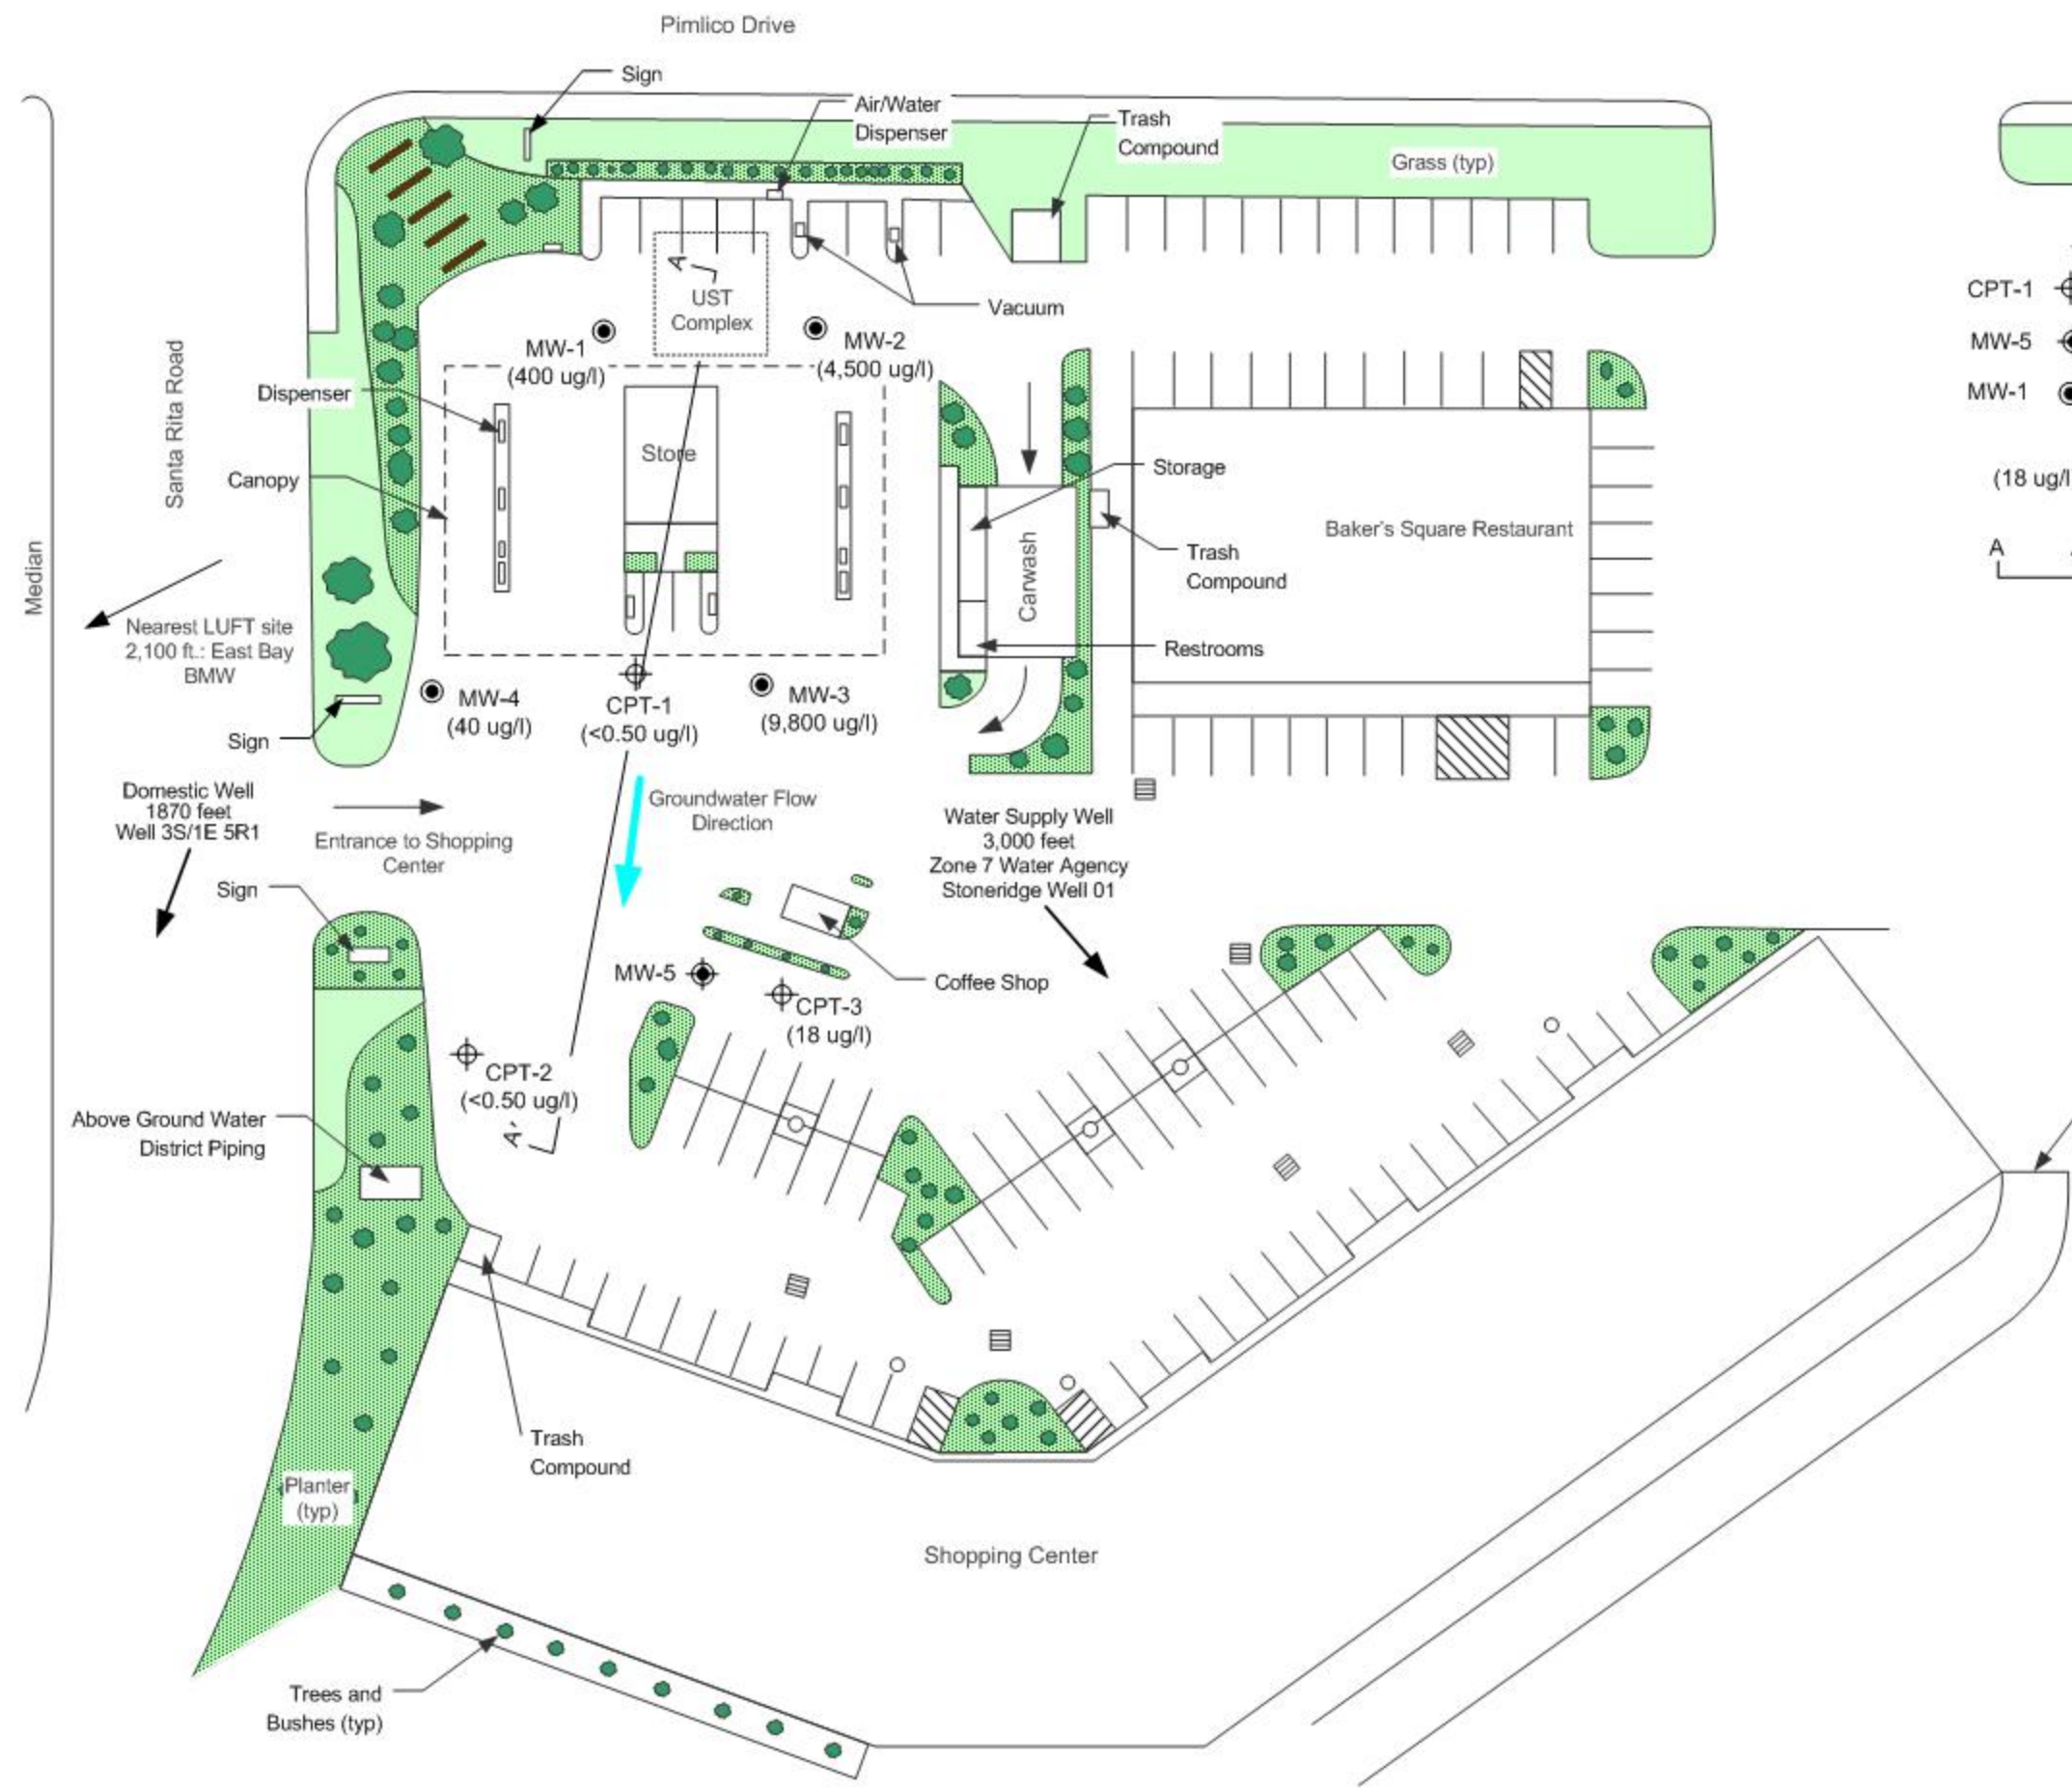 Pimlico Drive
Sign
Air/Water
Dispenser
Trash
Compound
Grass (typ)
A
UST
Complex
Vacuum
CPT-1
MW-1
(400 ug/l)
MW-2
(4,500 ug/l)
MW-5
Santa Rita Road
Dispenser
MW-1
Store
Canopy
Storage
(18 ug/l
Baker's Square Restaurant
Carwash
Trash
Compound
A
Median
Nearest LUFT site
2,100 ft.: East Bay
BMW
Restrooms
MW-4
(40 ug/l)
CPT-1
(<0.50 ug/l)
MW-3
(9,800 ug/l)
Sign
Domestic Well
1870 feet
Well 3S/1E 5R1
Groundwater Flow
Direction
Entrance to Shopping
Center
Water Supply Well
3,000 feet
Zone 7 Water Agency
Stoneridge Well 01
Sign
MW-5
Coffee Shop
CPT-3
(18 ug/l)
CPT-2
(<0.50 ug/l)
Above Ground Water
District Piping
A'
Trash
Compound
Planter
(typ)
Shopping Center
Trees and
Bushes (typ)